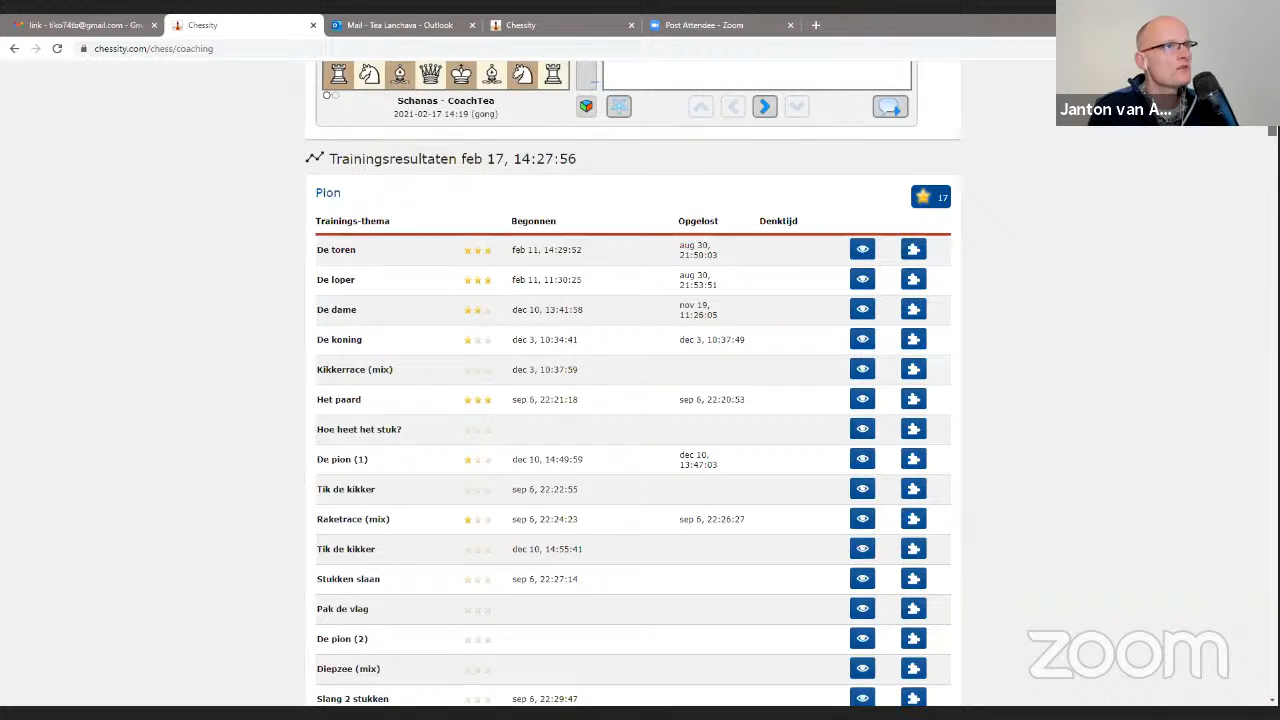 link - tiko74tb@gmail.com - Gm
Chessity
Mail - Tea Lanchava - Outlook
Chessity
Post Attendee - Zoom
chessity.com/chess/coaching
Janton van A...
Schanas - CoachTea
2021-02-17 14:19 (gong)
Trainingsresultaten feb 17, 14:27:56
Pion
17
Trainings-thema Begonnen Opgelost Denktijd
De toren feb 11, 14:29:52 aug 30, 21:50:03
De loper feb 11, 11:30:25 aug 30, 21:53:51
De dame dec 10, 13:41:58 nov 19, 11:26:05
De koning dec 3, 10:34:41 dec 3, 10:37:49
Kikkerrace (mix) dec 3, 10:37:59
Het paard sep 6, 22:21:18 sep 6, 22:20:53
Hoe heet het stuk?
De pion (1) dec 10, 14:49:59 dec 10, 13:47:03
Tik de kikker sep 6, 22:22:55
Raketrace (mix) sep 6, 22:24:23 sep 6, 22:26:27
Tik de kikker dec 10, 14:55:41
Stukken slaan sep 6, 22:27:14
Pak de vlag
De pion (2)
Diepzee (mix)
Slang 2 stukken sep 6, 22:29:47
zoom